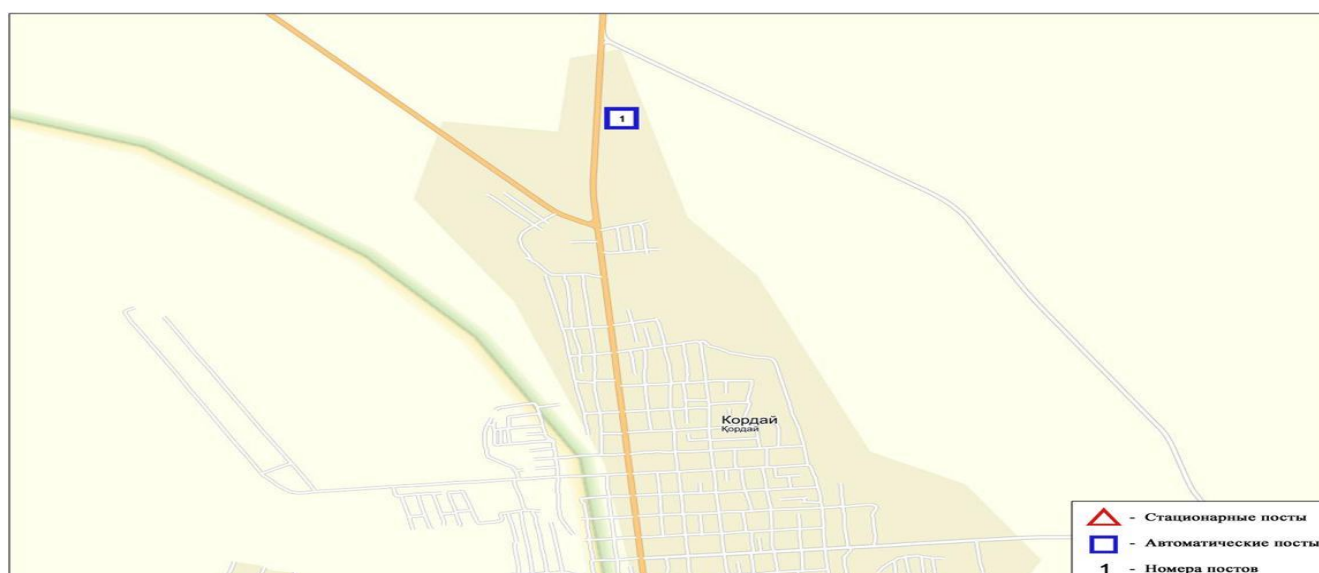 1
Кордай
Қордай
- Стационарные посты
- Автоматические посты
1 - Номера постов